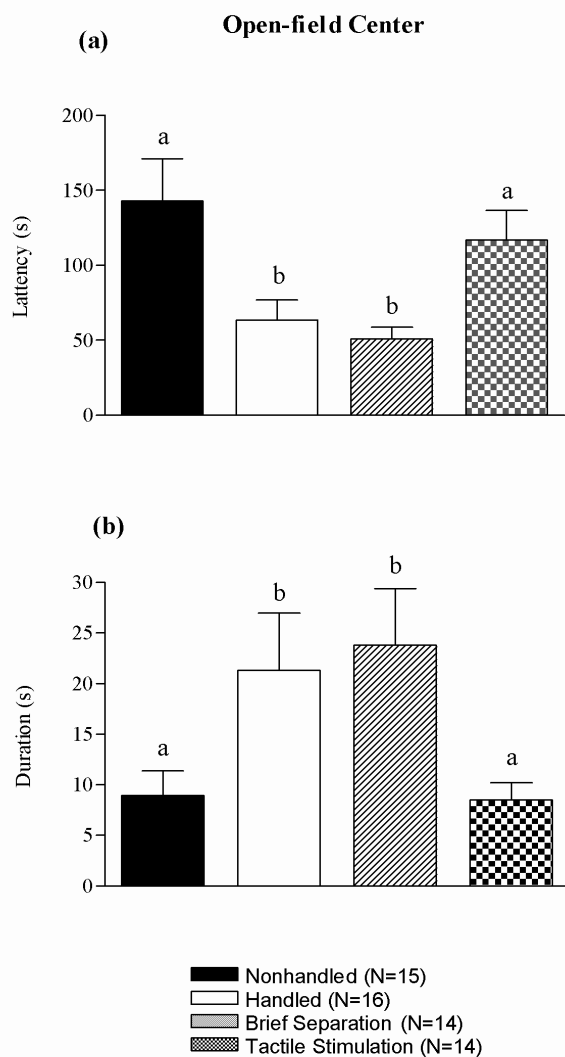 Open-field Center
(a)
200
150
100
50
0
Lattency (s)
a
b
b
a
(b)
30
25
20
15
10
5
0
Duration (s)
a
b
b
a
Nonhandled (N=15)
Handled (N=16)
Brief Separation (N=14)
Tactile Stimulation (N=14)